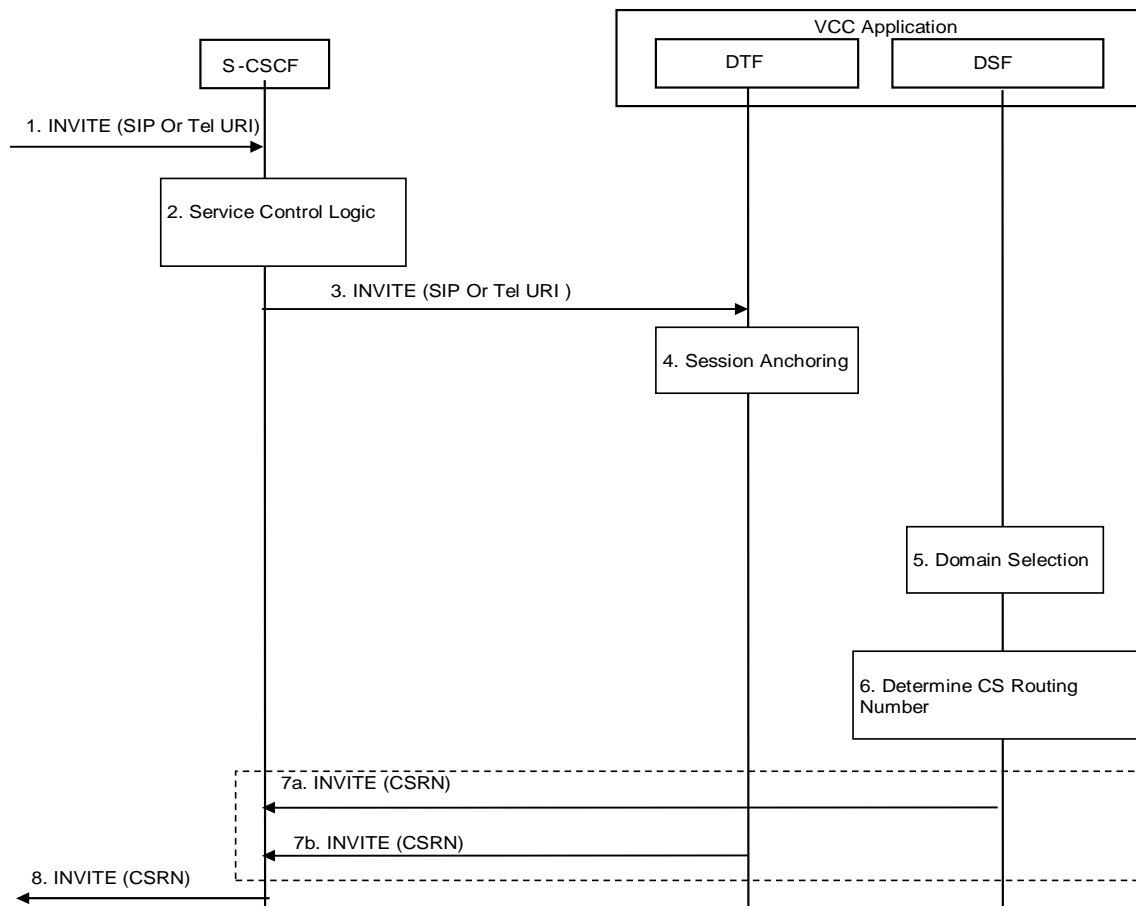 VCC Application
S-CSCF
DTF
DSF
1. INVITE (SIP Or Tel URI)
2. Service Control Logic
3. INVITE (SIP Or Tel URI )
4. Session Anchoring
5. Domain Selection
6. Determine CS Routing
Number
7a. INVITE (CSRN)
7b. INVITE (CSRN)
8. INVITE (CSRN)